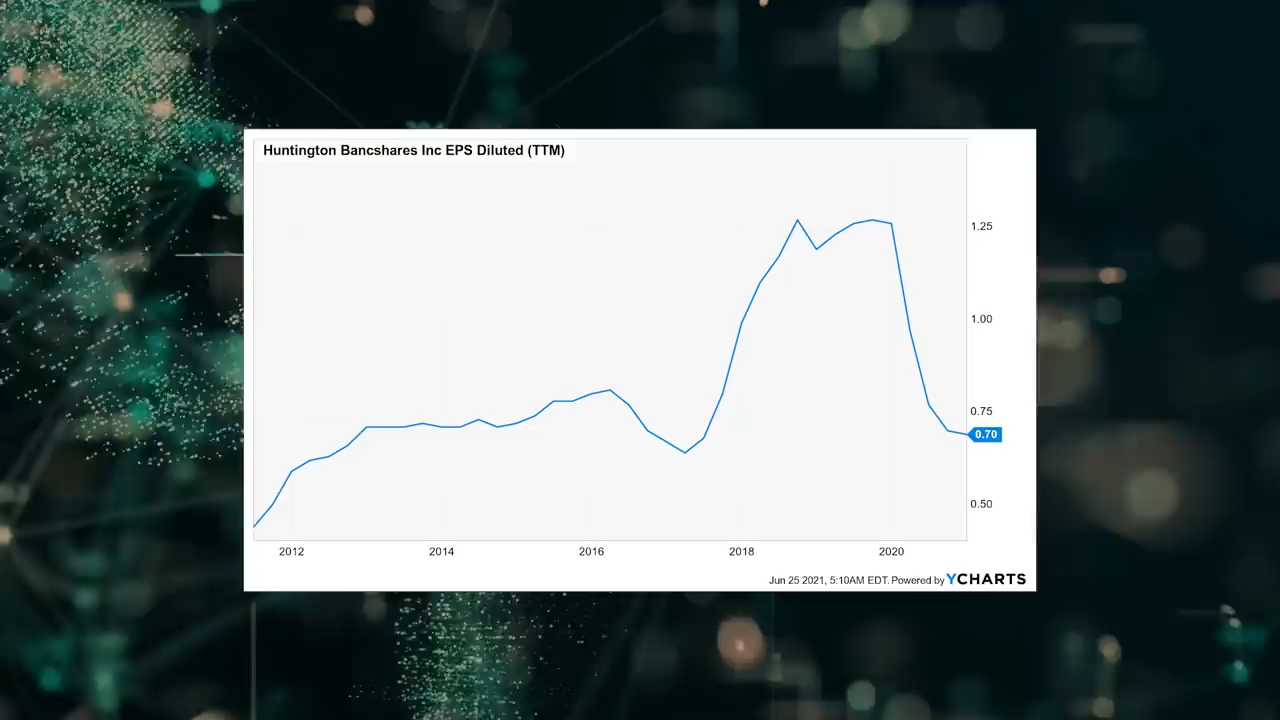 Huntington Bancshares Inc EPS Diluted (TTM)
1.25
1.00
0.75
0.70
0.50
2012 2014 2016 2018 2020
Jun 25 2021, 5:10AM EDT. Powered by YCHARTS